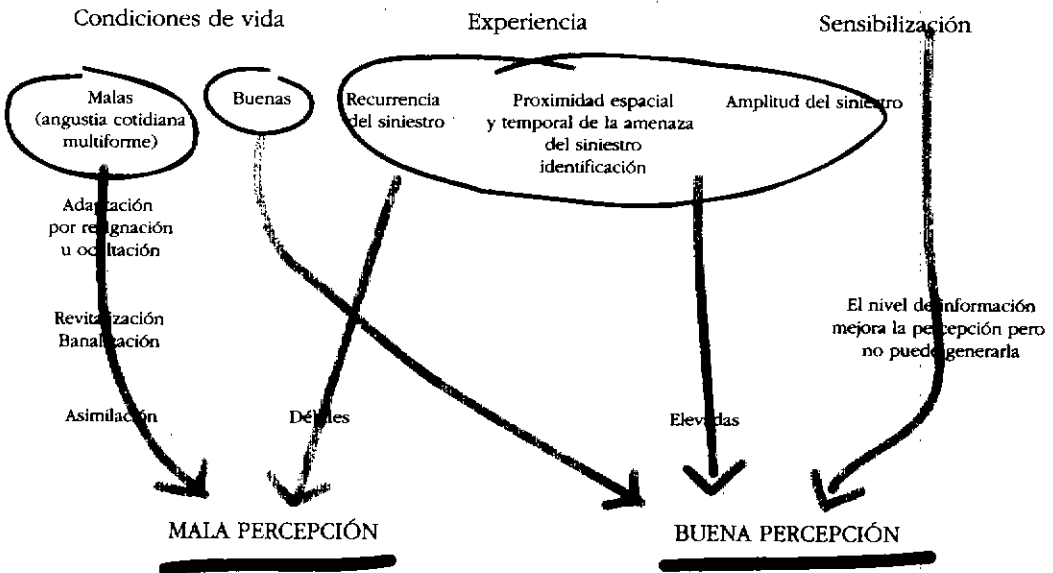 Condiciones de vida
Experiencia
Sensibilización
Malas
(angustia cotidiana
multiforme)
Buenas
Recurrencia
del siniestro
Proximidad espacial
y temporal de la amenaza
del siniestro
identificación
Amplitud del siniestro
Adaptación
por resignación
u ocultación
Revitalización
Banalización
Asimilación
Débiles
Elevadas
El nivel de información
mejora la percepción pero
no puede generarla
MALA PERCEPCIÓN
BUENA PERCEPCIÓN